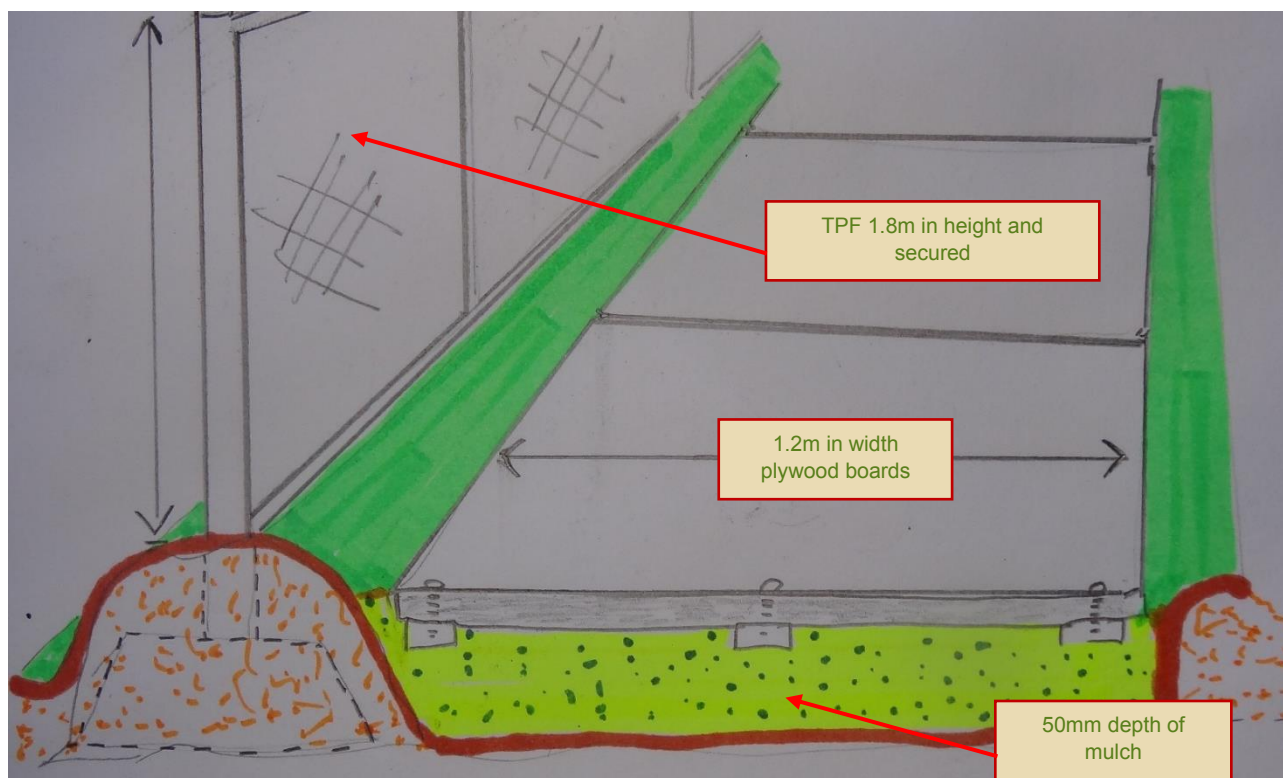 TPF 1.8m in height and
secured
1.2m in width
plywood boards
50mm depth of
mulch